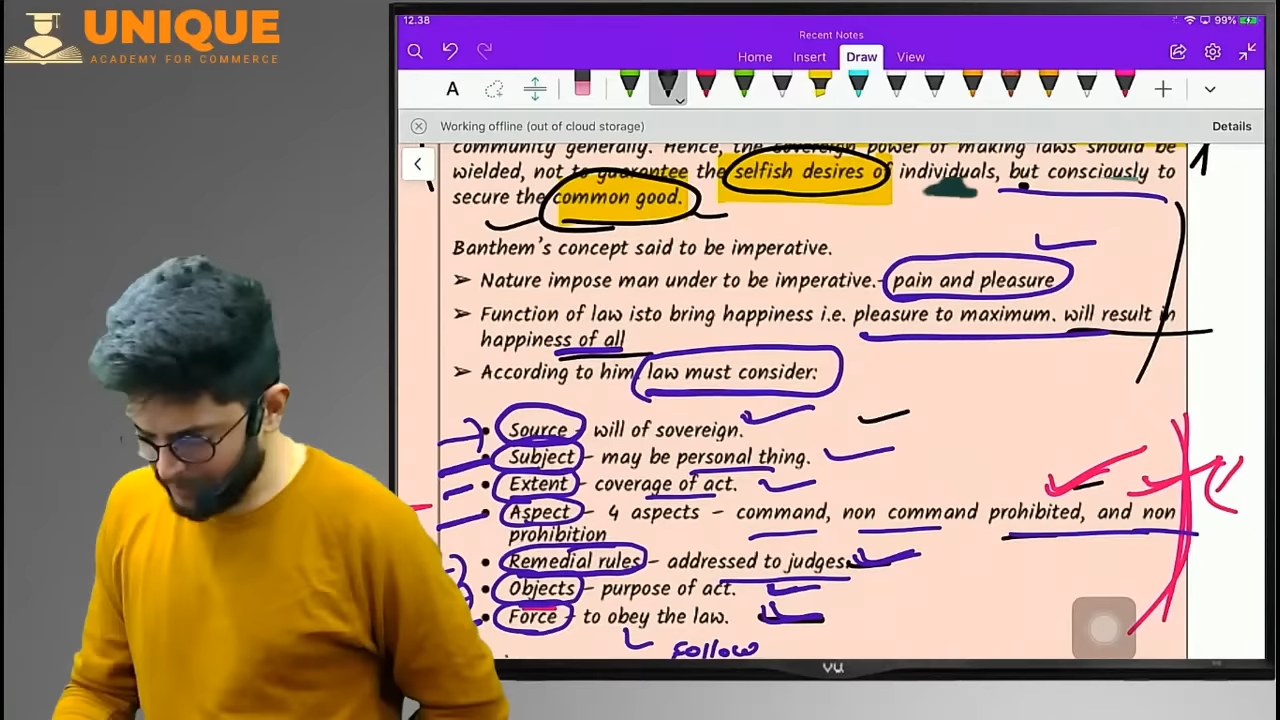 UNIQUE
ACADEMY FOR COMMERCE
12.38
99%
Recent Notes
Home Insert Draw View
A
Working offline (out of cloud storage)
Details
community generally. Hence, the sovereign power of making laws should be
wielded, not to guarantee the selfish desires of individuals, but consciously to
secure the common good.
Banthem's concept said to be imperative.
➤ Nature impose man under to be imperative.- pain and pleasure
➤ Function of law isto bring happiness i.e. pleasure to maximum. will result in
happiness of all
➤ According to him law must consider:
• Source - will of sovereign.
• Subject - may be personal thing.
• Extent - coverage of act.
• Aspect - 4 aspects - command, non command prohibited, and non
prohibition
• Remedial rules - addressed to judges.
• Objects - purpose of act.
• Force - to obey the law.
Follow
vu